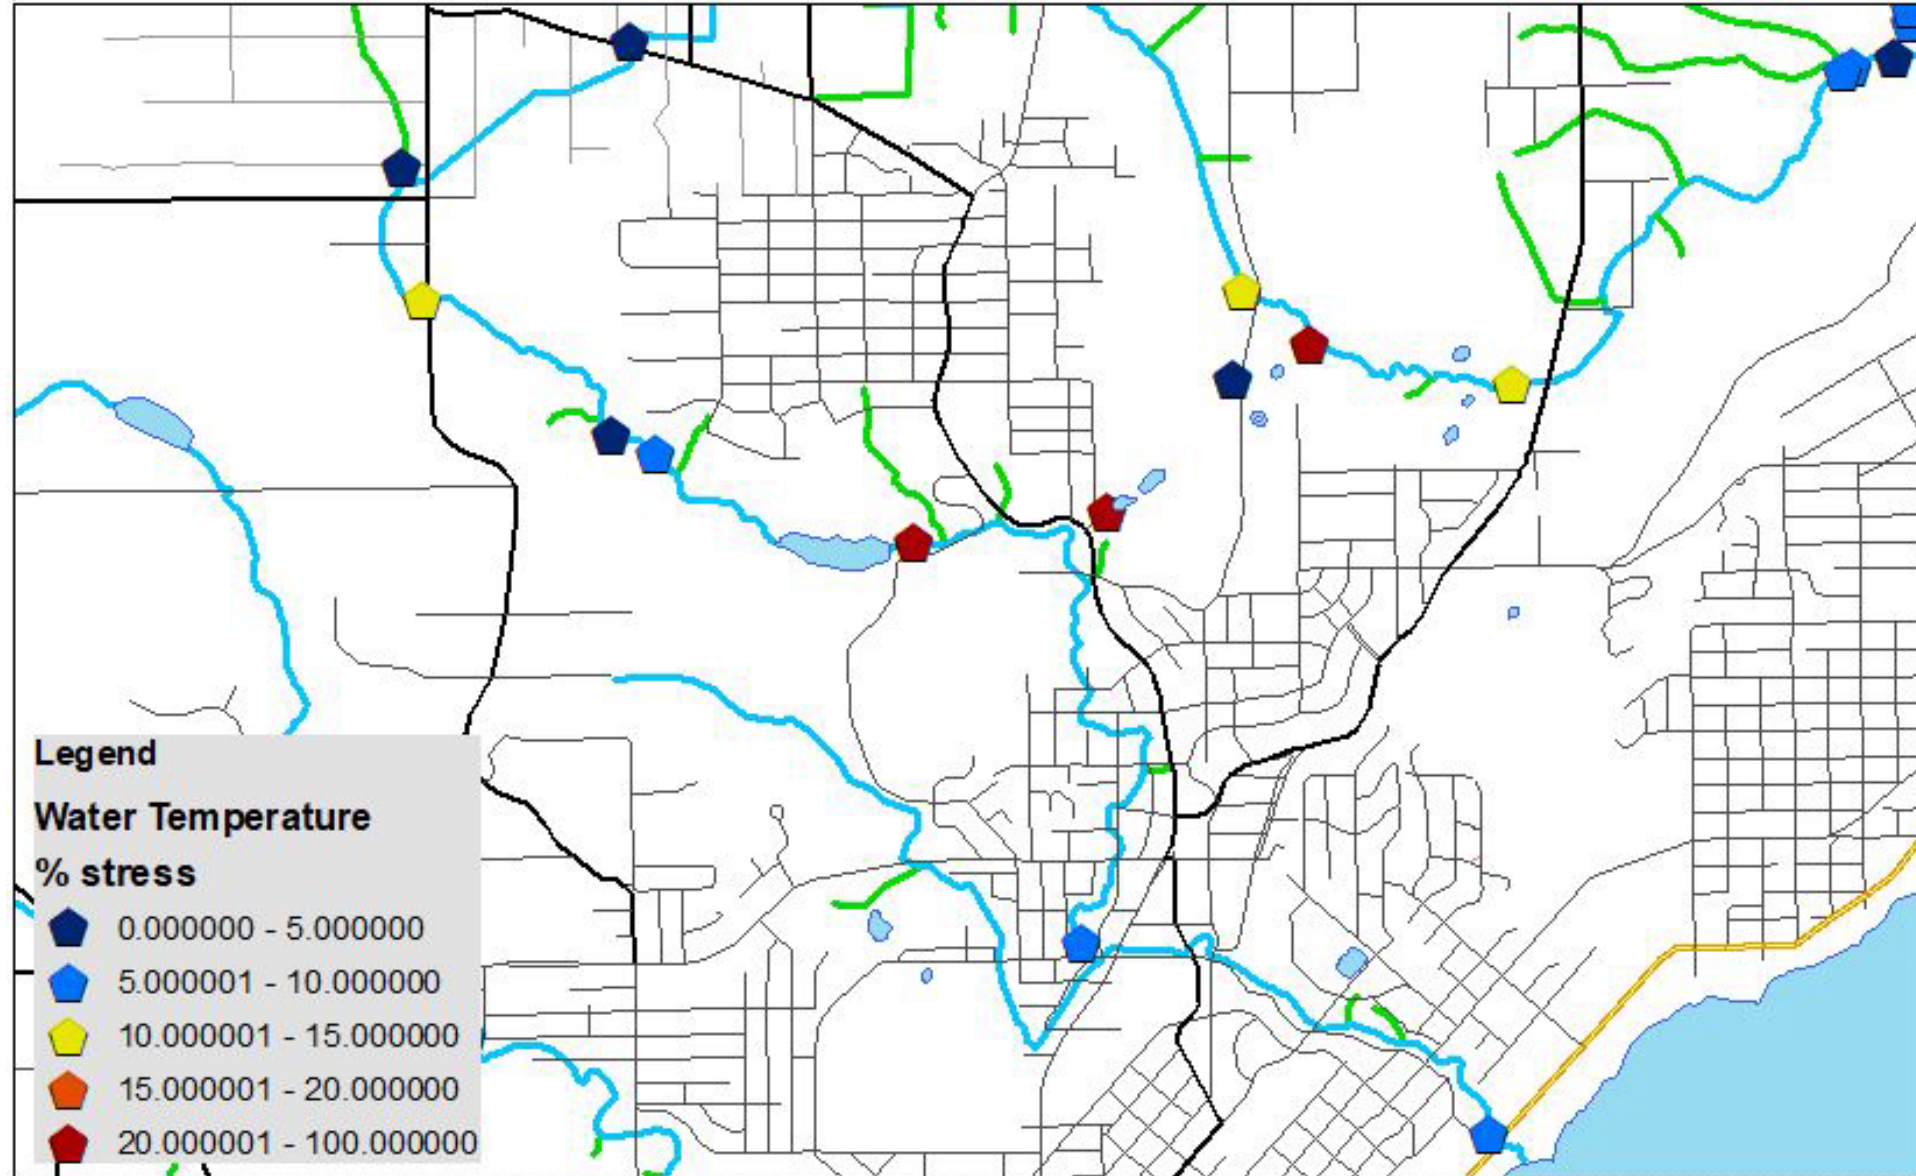 Legend
Water Temperature
% stress
0.000000 - 5.000000
5.000001 - 10.000000
10.000001 - 15.000000
15.000001 - 20.000000
20.000001 - 100.000000